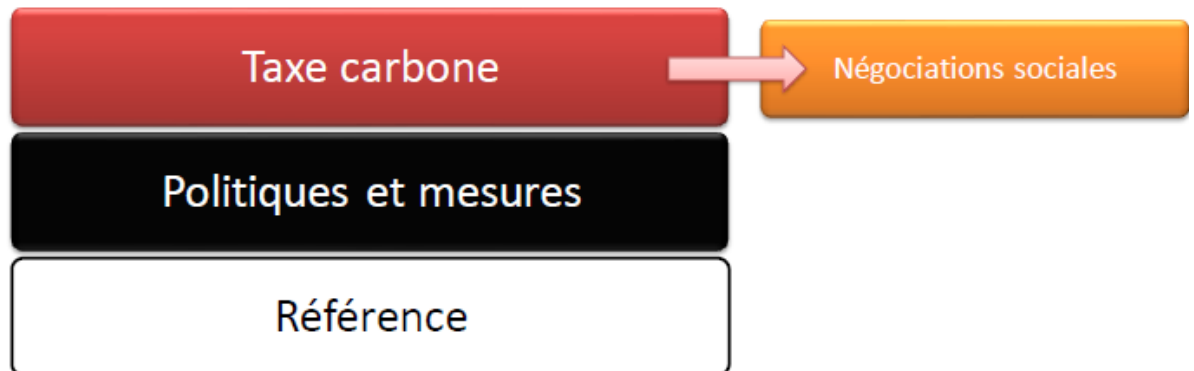 Taxe carbone
Négociations sociales
Politiques et mesures
Référence